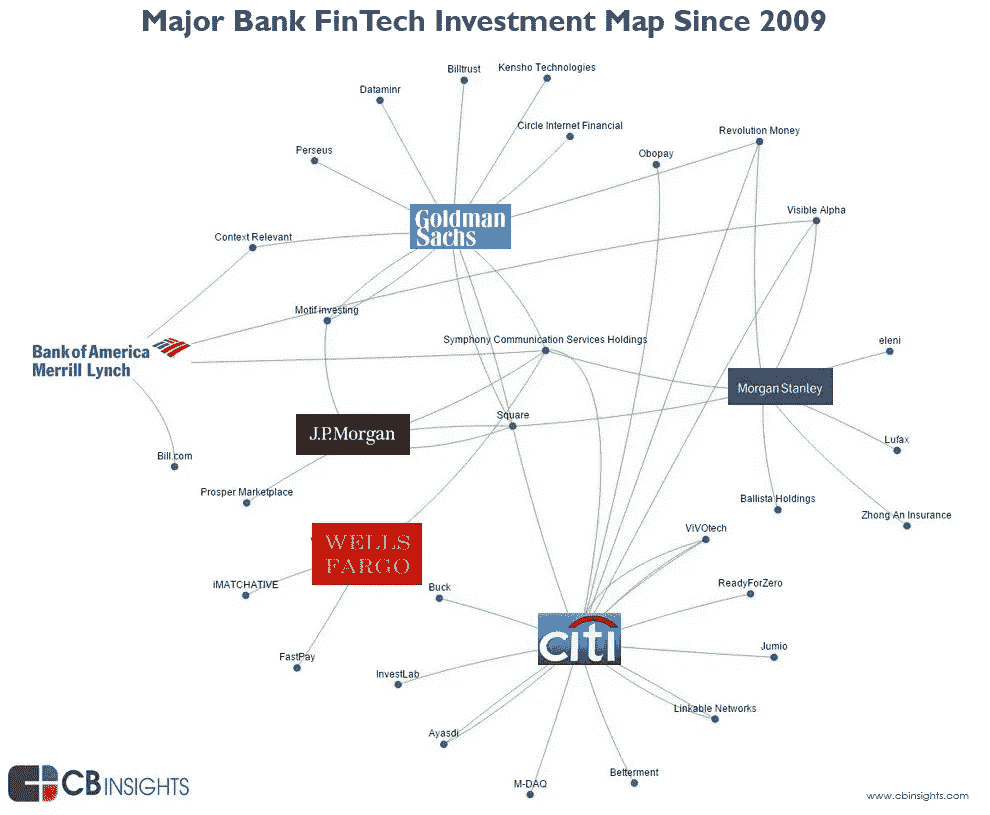 Major Bank FinTech Investment Map Since 2009
Billtrust
Kensho Technologies
Dataminr
Circle Internet Financial
Revolution Money
Perseus
Obopay
Goldman
Sachs
Visible Alpha
Context Relevant
Motif Investing
Bank of America
Merrill Lynch
Symphony Communication Services Holdings
eleni
Morgan Stanley
Square
J.P.Morgan
Lufax
Bill.com
Prosper Marketplace
Ballista Holdings
Zhong An Insurance
ViVOtech
WELLS
FARGO
iMATCHATIVE
Buck
ReadyForZero
citi
Jumio
FastPay
InvestLab
Linkable Networks
Ayasdi
Betterment
M-DAQ
CBINSIGHTS
www.cbinsights.com